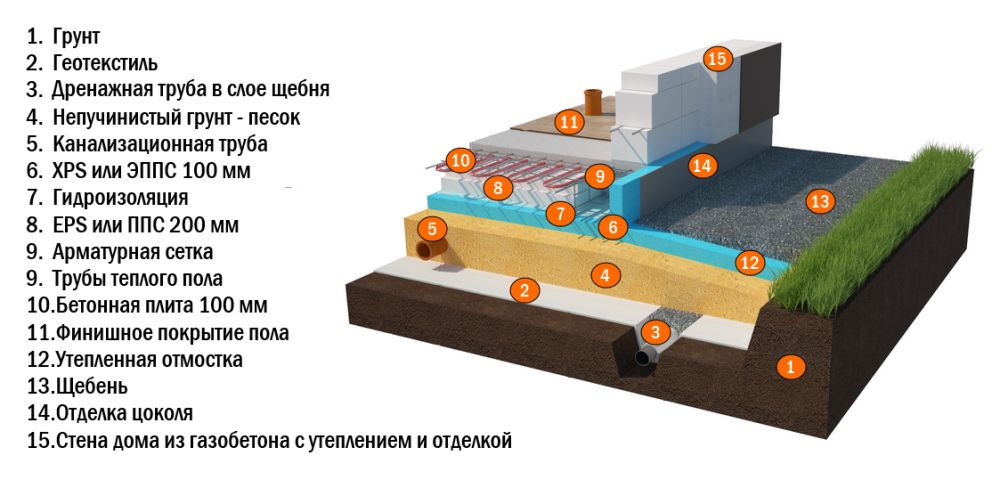 1. Грунт
2. Геотекстиль
3. Дренажная труба в слое щебня
4. Непучинистый грунт - песок
5. Канализационная труба
6. XPS или ЭППС 100 мм
7. Гидроизоляция
8. EPS или ППС 200 мм
9. Арматурная сетка
9. Трубы теплого пола
10.Бетонная плита 100 мм
11.Финишное покрытие пола
12.Утепленная отмостка
13.Щебень
14.Отделка цоколя
15.Стена дома из газобетона с утеплением и отделкой
15
11
10
9
14
8
13
7
6
5
12
4
2
3
1